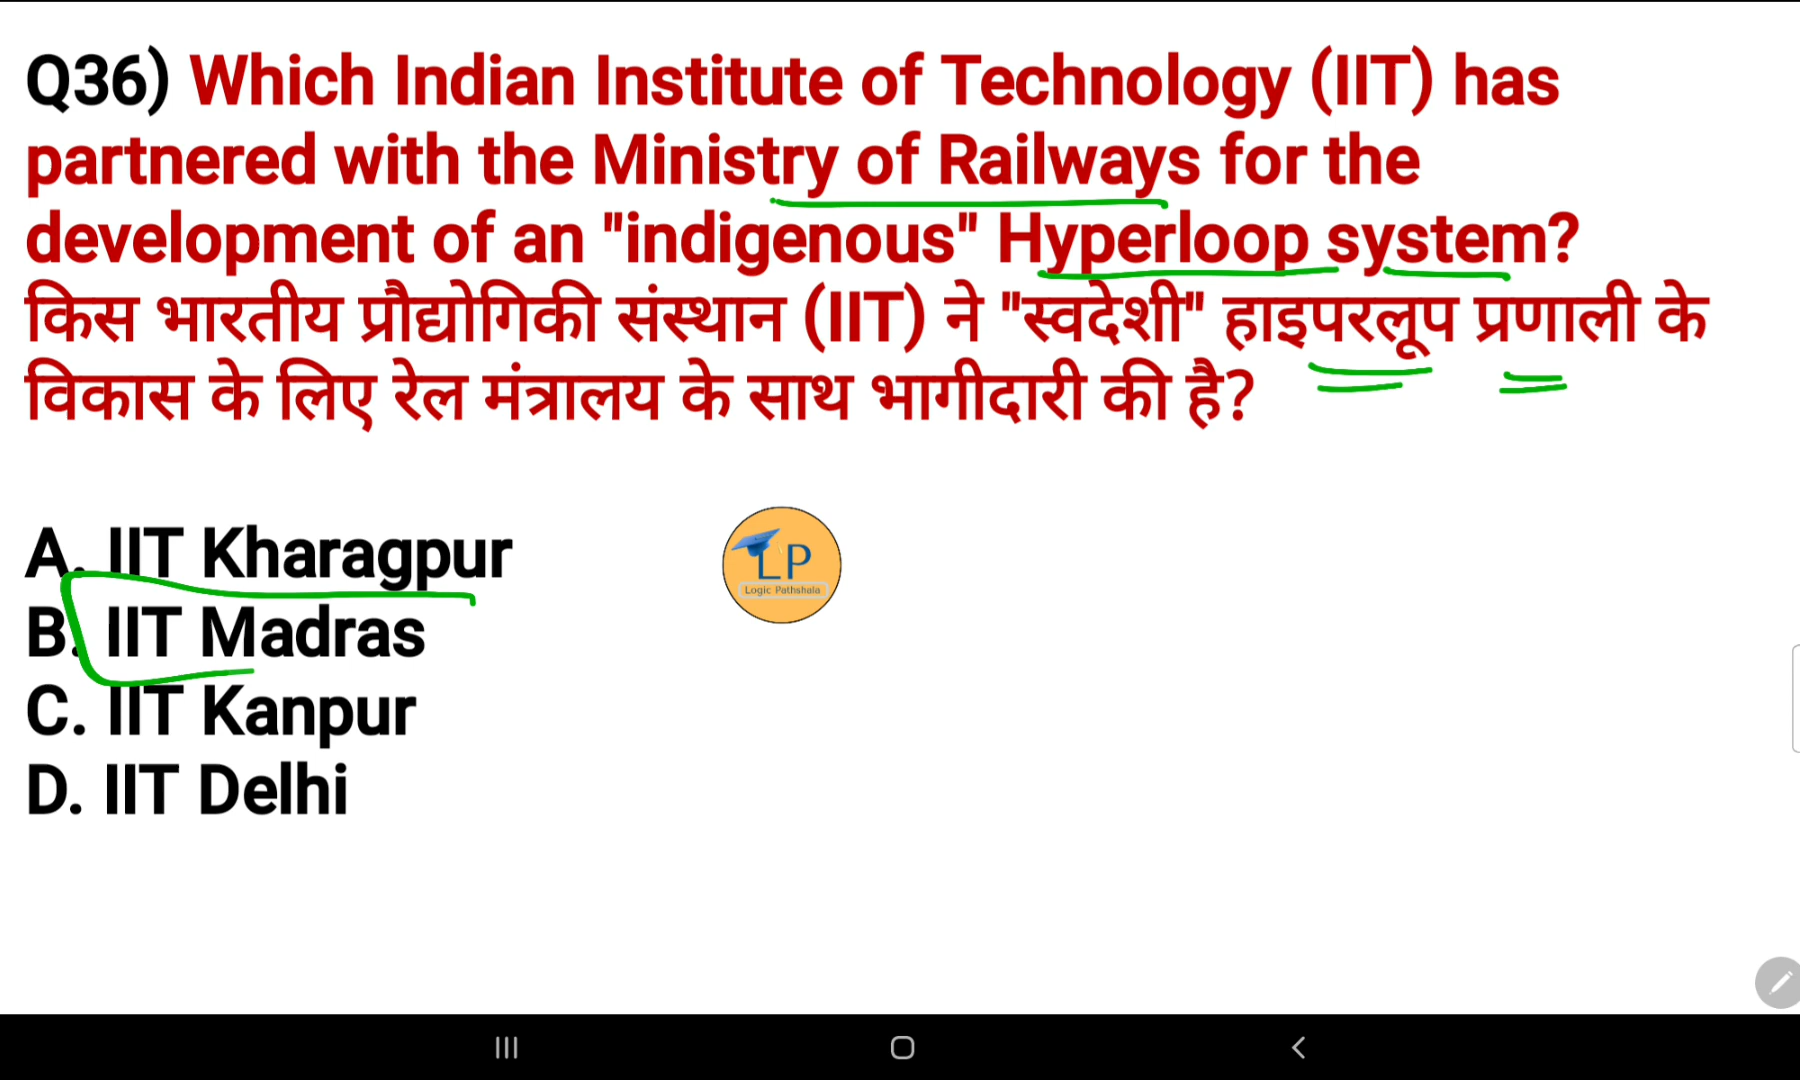 Q36) Which Indian Institute of Technology (IIT) has
partnered with the Ministry of Railways for the
development of an "indigenous" Hyperloop system?
किस भारतीय प्रौद्योगिकी संस्थान (IIT) ने "स्वदेशी" हाइपरलूप प्रणाली के
विकास के लिए रेल मंत्रालय के साथ भागीदारी की है?
A. IIT Kharagpur
B. IIT Madras
C. IIT Kanpur
D. IIT Delhi
LP
Logic Pathshala